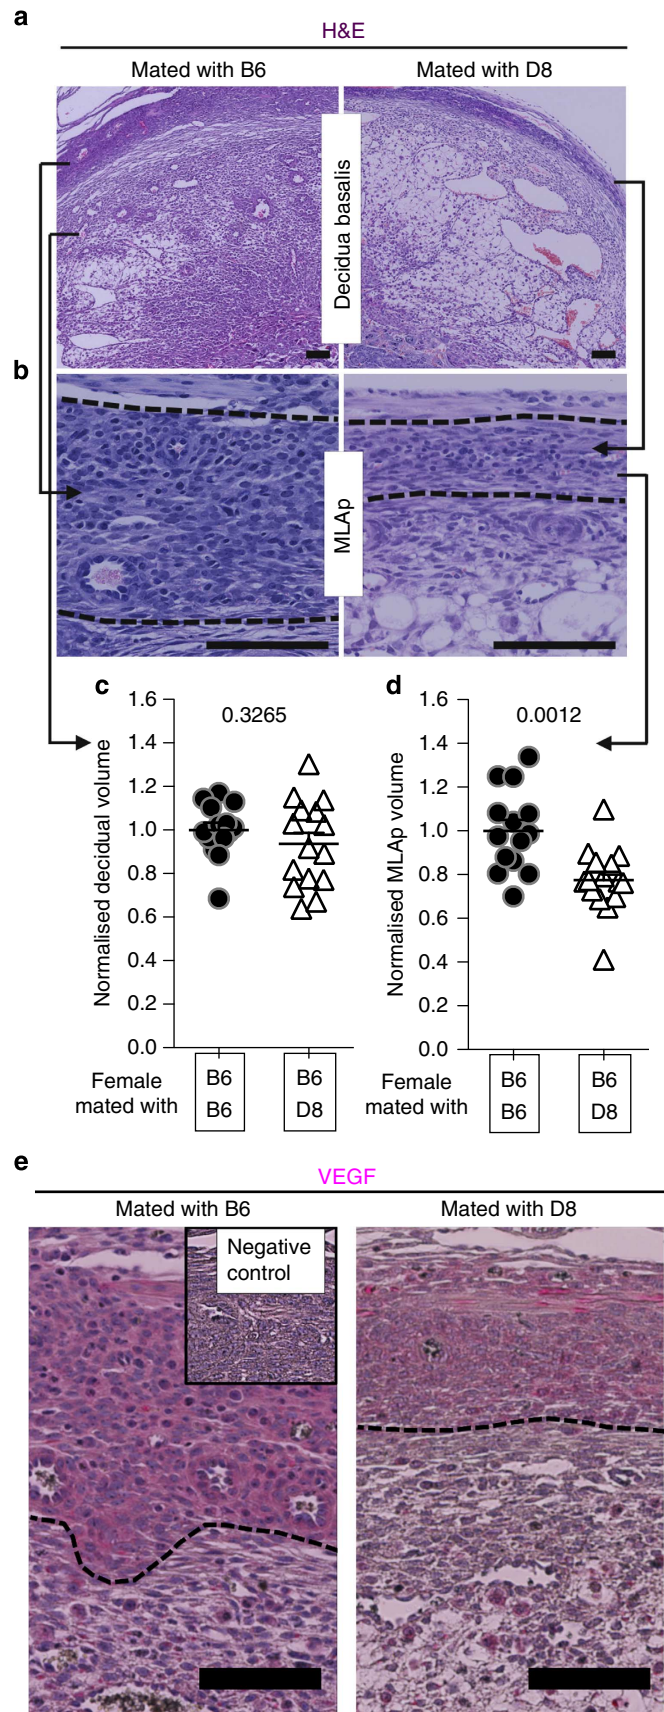 a
H&E
Mated with B6
Mated with D8
Decidua basalis
b
MLAp
c
1.6
1.4
1.2
1.0
0.8
0.6
0.4
0.2
0.0
Normalised decidual volume
0.3265
Female
mated with
B6
B6
B6
D8
d
1.6
1.4
1.2
1.0
0.8
0.6
0.4
0.2
0.0
Normalised MLAp volume
0.0012
Female
mated with
B6
B6
B6
D8
e
VEGF
Mated with B6
Mated with D8
Negative
control